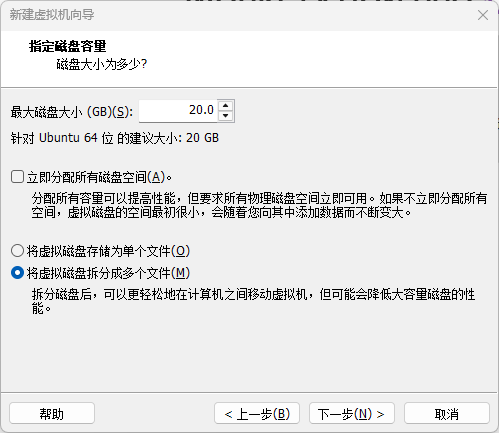 新建虚拟机向导
指定磁盘容量
磁盘大小为多少?
最大磁盘大小 (GB)(S): 20.0
针对 Ubuntu 64 位 的建议大小: 20 GB
立即分配所有磁盘空间(A)。
分配所有容量可以提高性能，但要求所有物理磁盘空间立即可用。如果不立即分配所有
空间，虚拟磁盘的空间最初很小，会随着您向其中添加数据而不断变大。
将虚拟磁盘存储为单个文件(O)
将虚拟磁盘拆分成多个文件(M)
拆分磁盘后，可以更轻松地在计算机之间移动虚拟机，但可能会降低大容量磁盘的性
能。
帮助 < 上一步(B) 下一步(N) > 取消